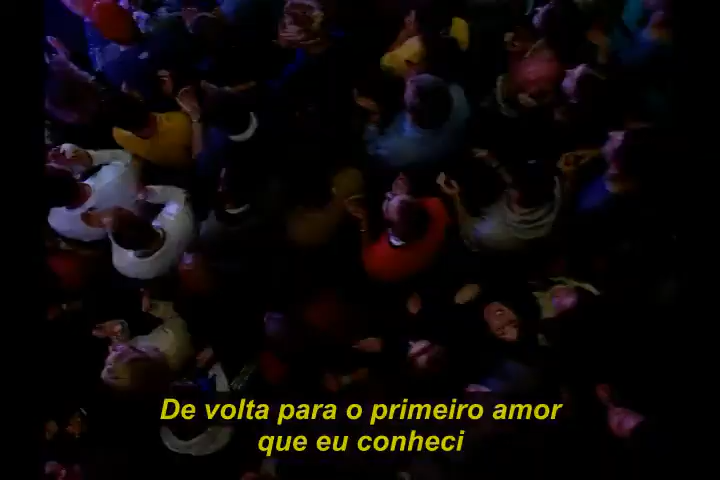 De volta para o primeiro amor
que eu conheci